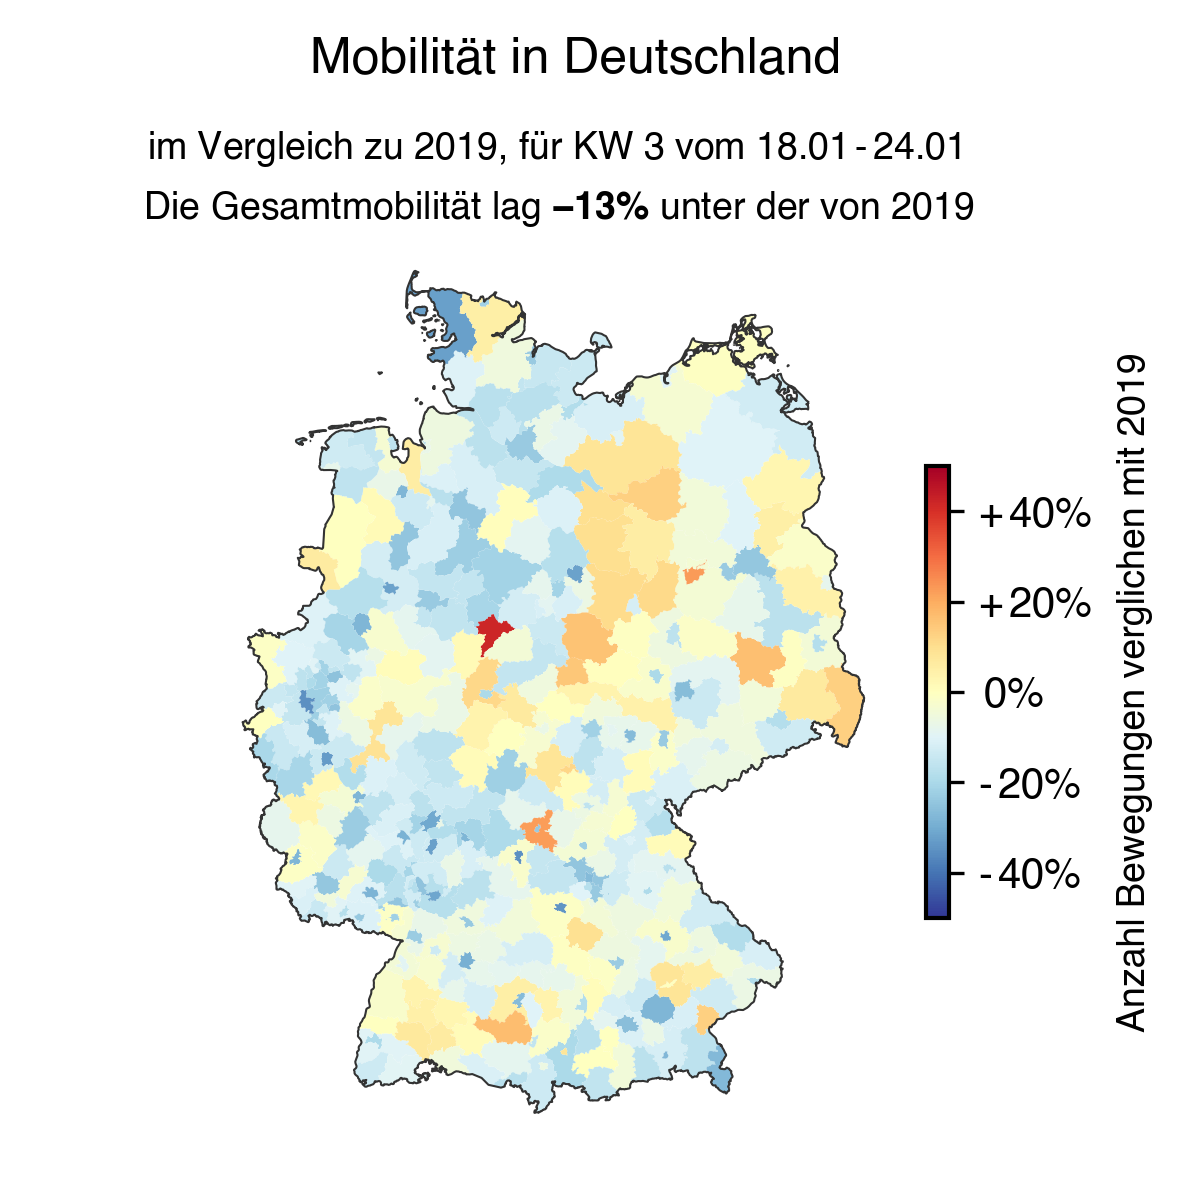 Mobilität in Deutschland
im Vergleich zu 2019, für KW 3 vom 18.01 - 24.01
Die Gesamtmobilität lag –13% unter der von 2019
+40%
+20%
0%
-20%
-40%
Anzahl Bewegungen verglichen mit 2019